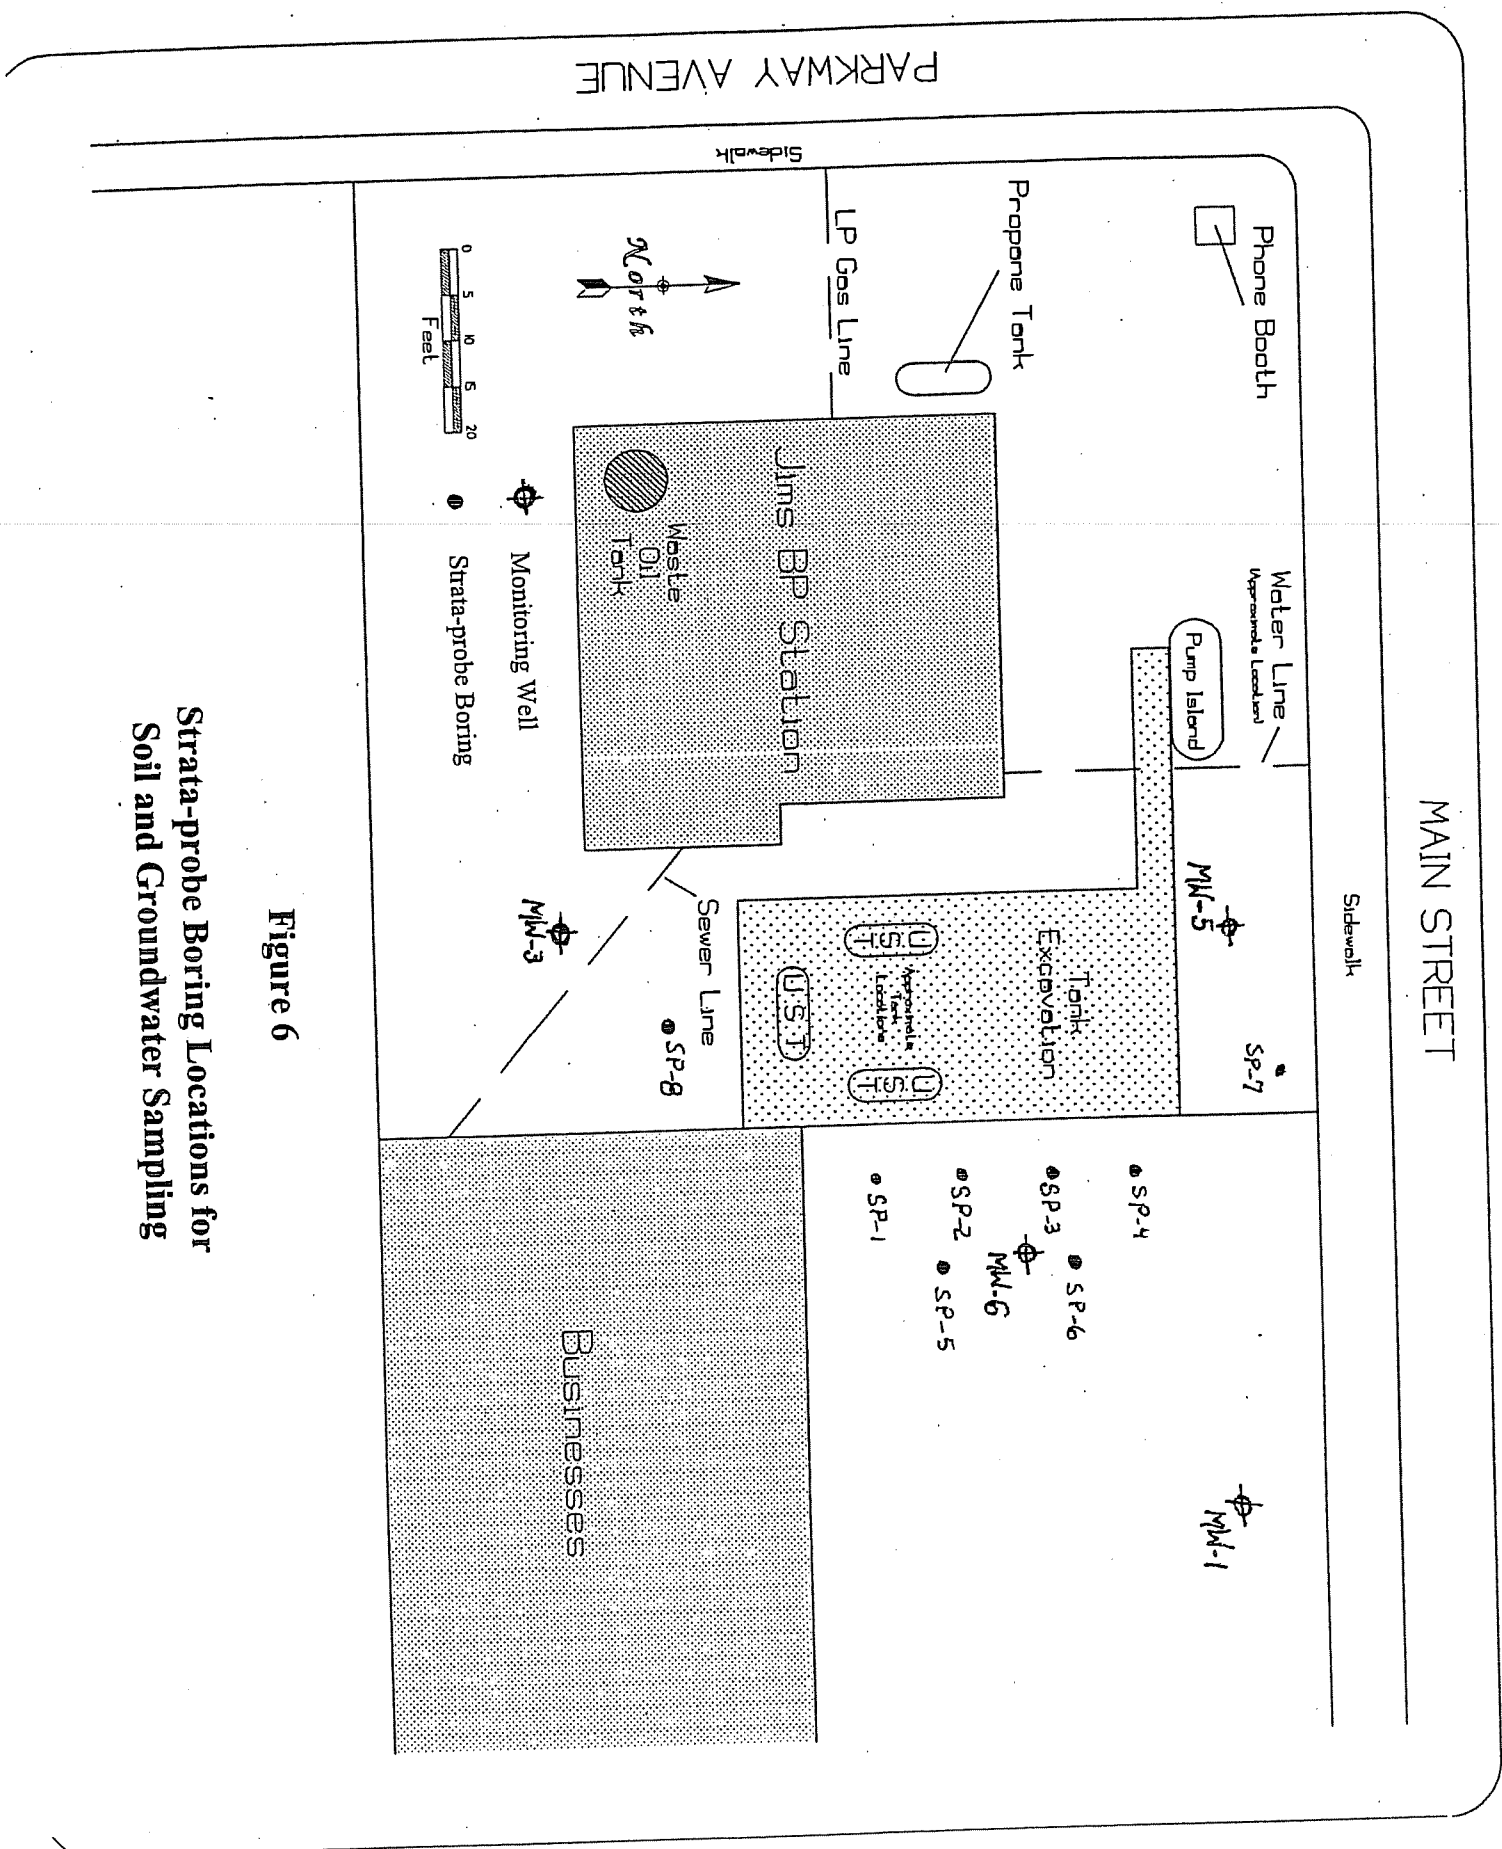 MAIN STREET
Sidewalk
PARKWAY AVENUE
Sidewalk
Phone Booth
Water Line
(Approximate Location)
Pump Island
MW-5
SP-7
MW-1
Propane Tank
LP Gas Line
Jims BP Station
Waste
Oil
Tank
Tank
Excavation
UST
UST
Approximate
Tank
Locations
UST
SP-4
SP-3
SP-6
MW-6
SP-2
SP-5
SP-1
Sewer Line
SP-8
MW-3
Businesses
North
0 5 10 15 20
Feet
Monitoring Well
Strata-probe Boring
Figure 6
Strata-probe Boring Locations for
Soil and Groundwater Sampling